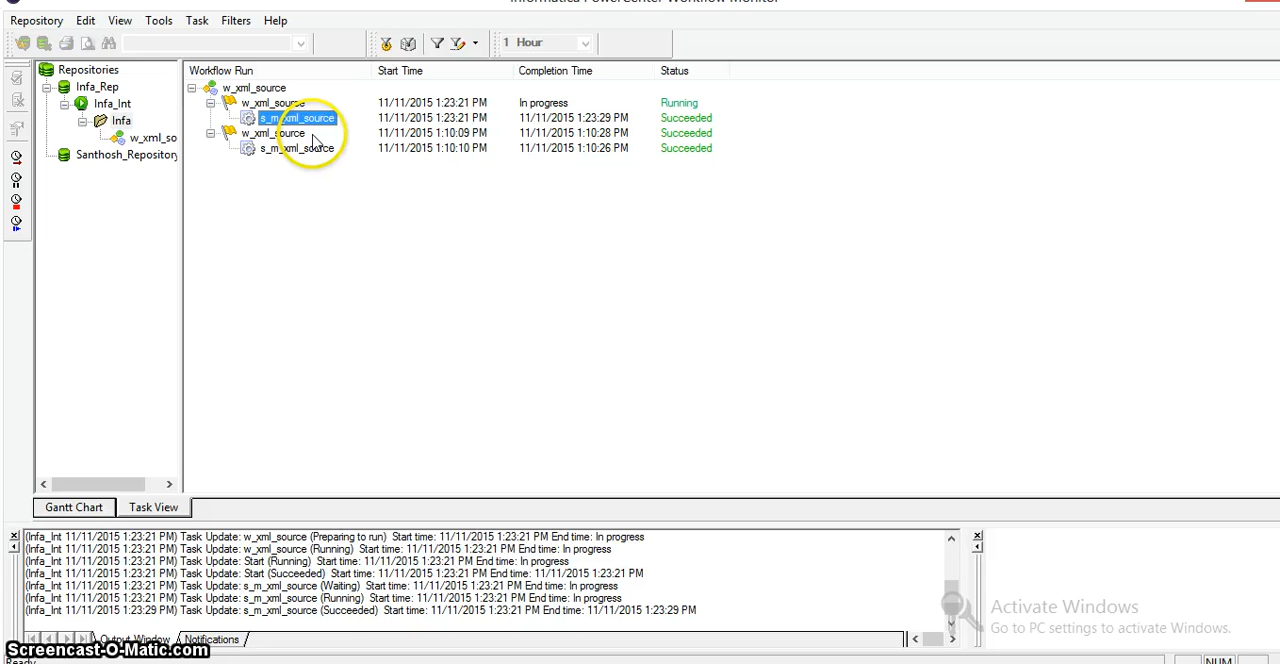 Informatica PowerCenter Workflow Monitor
Repository Edit View Tools Task Filters Help
1 Hour
Repositories
Infa_Rep
Infa_Int
Infa
w_xml_so
Santhosh_Repository
Workflow Run Start Time Completion Time Status
w_xml_source
w_xml_source 11/11/2015 1:23:21 PM In progress Running
s_m_xml_source 11/11/2015 1:23:21 PM 11/11/2015 1:23:29 PM Succeeded
w_xml_source 11/11/2015 1:10:09 PM 11/11/2015 1:10:28 PM Succeeded
s_m_xml_source 11/11/2015 1:10:10 PM 11/11/2015 1:10:26 PM Succeeded
Gantt Chart Task View
(Infa_Int 11/11/2015 1:23:21 PM) Task Update: w_xml_source (Preparing to run) Start time: 11/11/2015 1:23:21 PM End time: In progress
(Infa_Int 11/11/2015 1:23:21 PM) Task Update: w_xml_source (Running) Start time: 11/11/2015 1:23:21 PM End time: In progress
(Infa_Int 11/11/2015 1:23:21 PM) Task Update: Start (Running) Start time: 11/11/2015 1:23:21 PM End time: In progress
(Infa_Int 11/11/2015 1:23:21 PM) Task Update: Start (Succeeded) Start time: 11/11/2015 1:23:21 PM End time: 11/11/2015 1:23:21 PM
(Infa_Int 11/11/2015 1:23:21 PM) Task Update: s_m_xml_source (Waiting) Start time: 11/11/2015 1:23:21 PM End time: In progress
(Infa_Int 11/11/2015 1:23:21 PM) Task Update: s_m_xml_source (Running) Start time: 11/11/2015 1:23:21 PM End time: In progress
(Infa_Int 11/11/2015 1:23:29 PM) Task Update: s_m_xml_source (Succeeded) Start time: 11/11/2015 1:23:21 PM End time: 11/11/2015 1:23:29 PM
Activate Windows
Go to PC settings to activate Windows.
Output Window Notifications
Screencast-O-Matic.com
Ready NUM